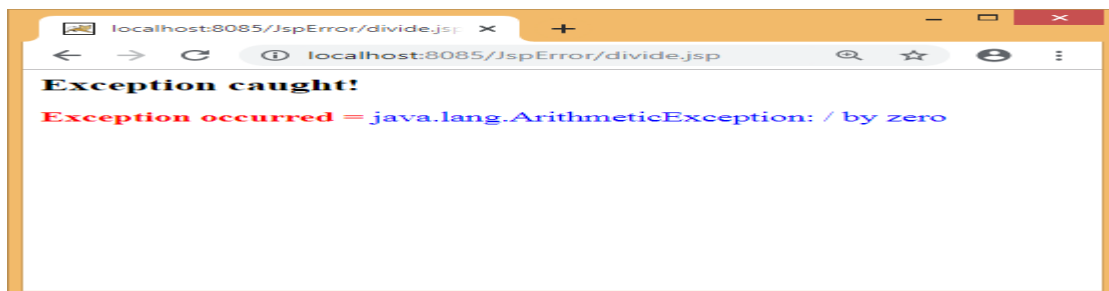 localhost:8085/JspError/divide.jsp
localhost:8085/JspError/divide.jsp
Exception caught!
Exception occurred = java.lang.ArithmeticException: / by zero